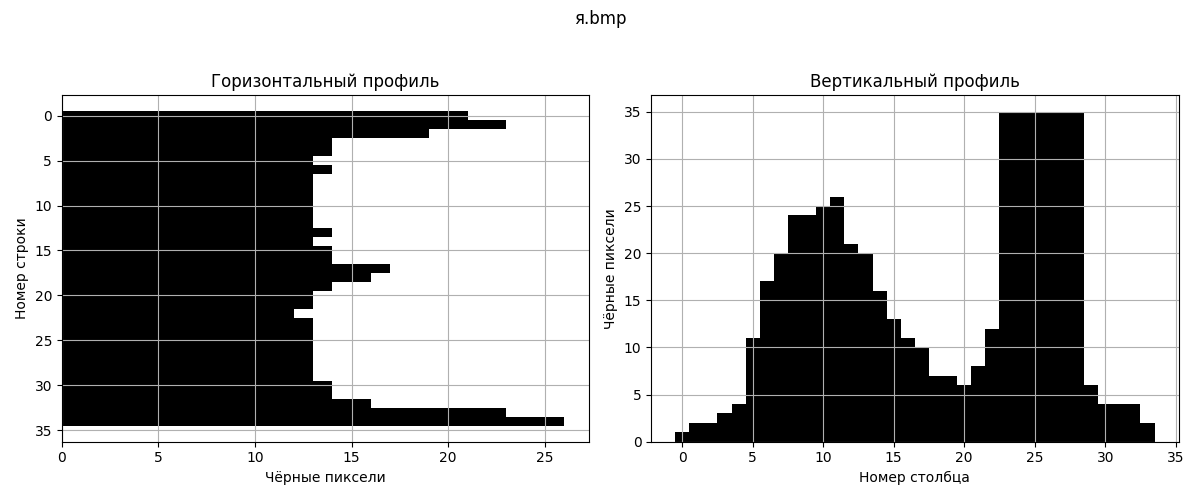 я.bmp
Горизонтальный профиль
0
5
10
15
20
25
30
35
Номер строки
0 5 10 15 20 25
Чёрные пиксели
Вертикальный профиль
35
30
25
20
15
10
5
0
Чёрные пиксели
0 5 10 15 20 25 30 35
Номер столбца